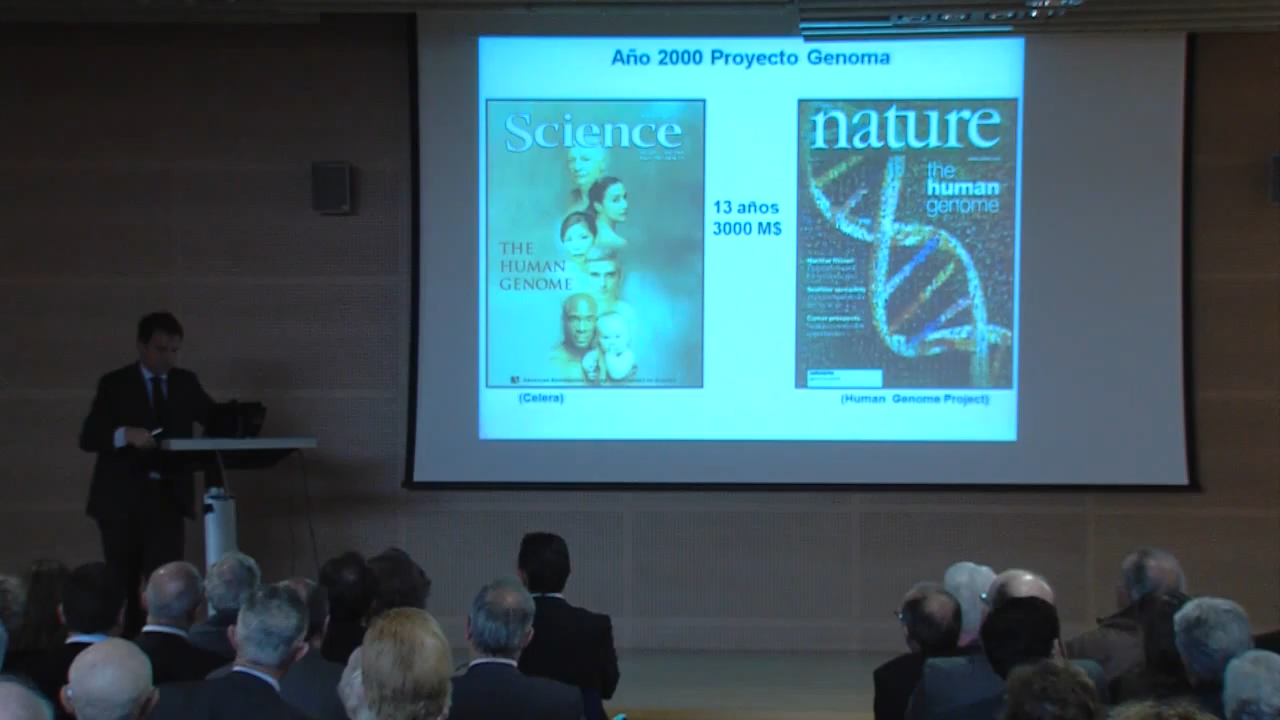 Año 2000 Proyecto Genoma
Science
THE
HUMAN
GENOME
(Celera)
13 años
3000 M$
nature
the
human
genome
(Human Genome Project)